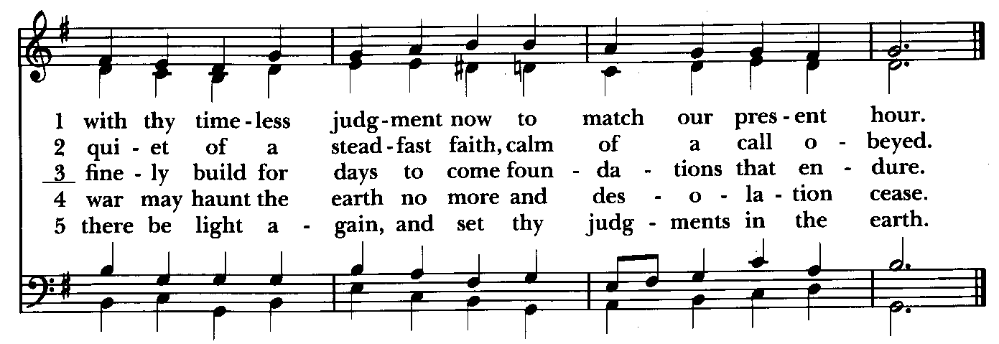 1 with thy time - less judg - ment now to match our pres - ent hour.
2 qui - et of a stead - fast faith, calm of a call o - beyed.
3 fine - ly build for days to come foun - da - tions that en - dure.
4 war may haunt the earth no more and des - o - la - tion cease.
5 there be light a - gain, and set thy judg - ments in the earth.